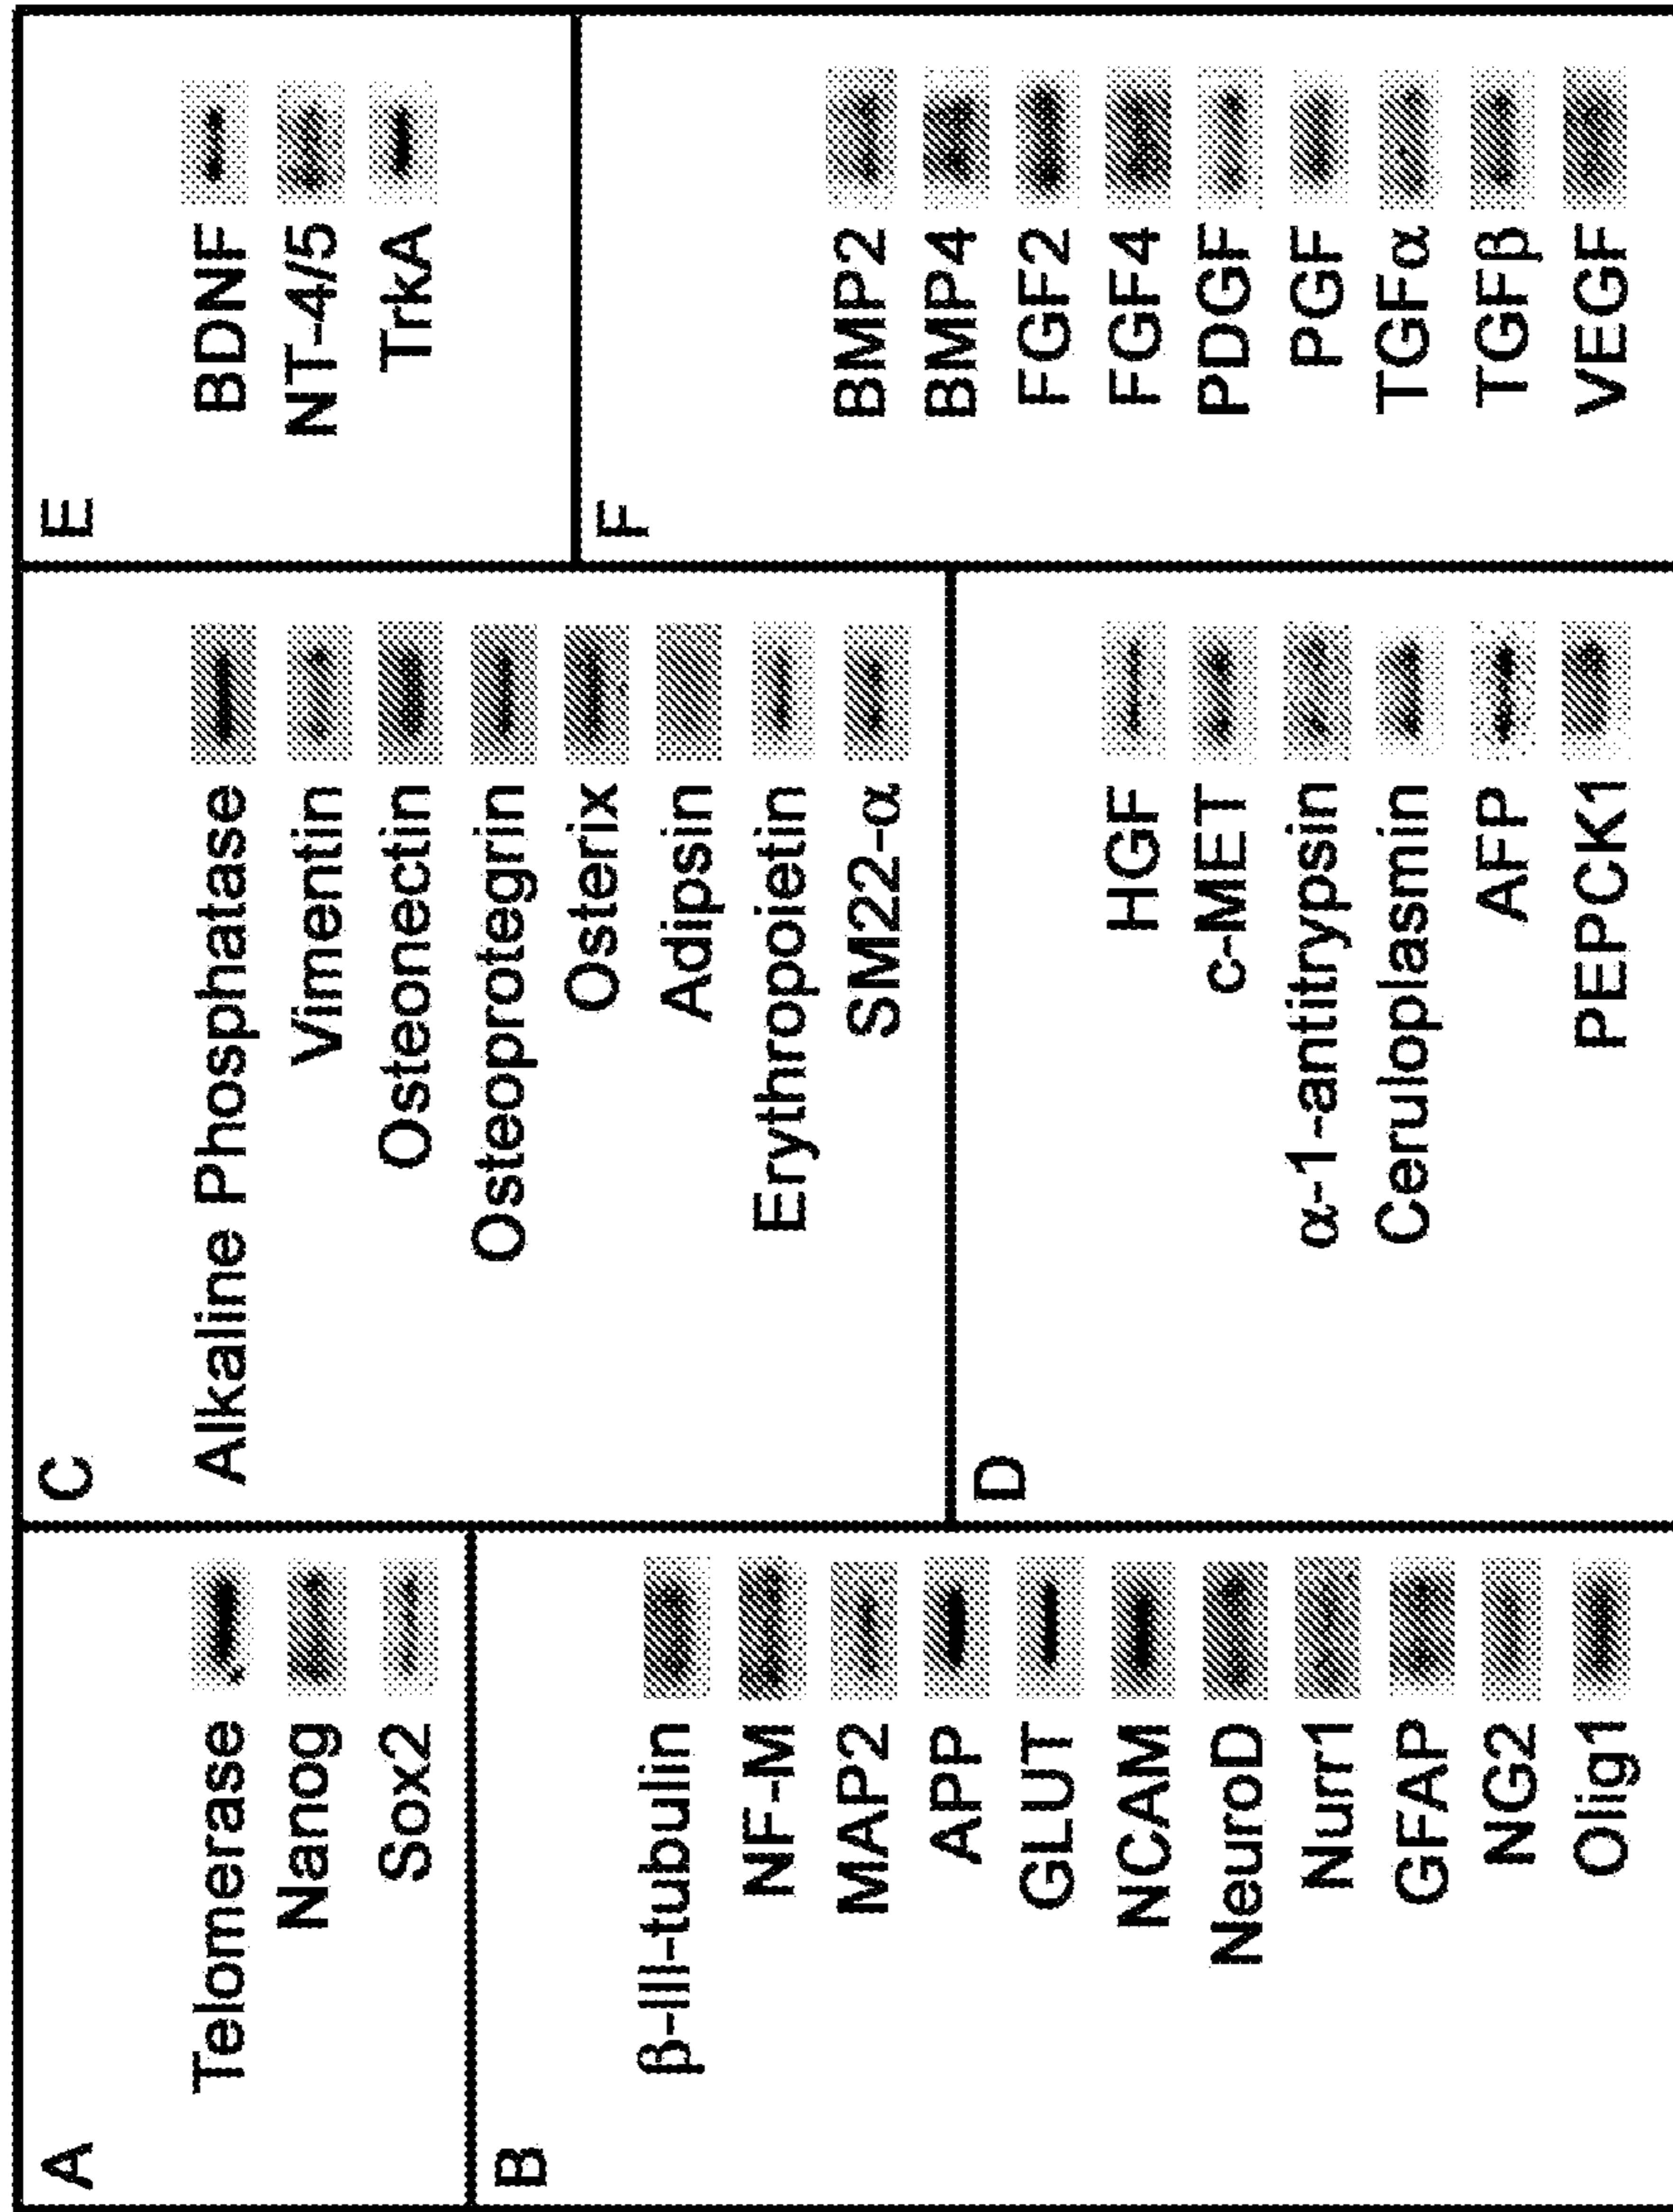 A
Telomerase
Nanog
Sox2
B
β-III-tubulin
NF-M
MAP2
APP
GLUT
NCAM
NeuroD
Nurr1
GFAP
NG2
Olig1
C
Alkaline Phosphatase
Vimentin
Osteonectin
Osteoprotegrin
Osterix
Adipsin
Erythropoietin
SM22-α
D
HGF
c-MET
α-1-antitrypsin
Ceruloplasmin
AFP
PEPCK1
E
BDNF
NT-4/5
TrkA
F
BMP2
BMP4
FGF2
FGF4
PDGF
PGF
TGFα
TGFβ
VEGF